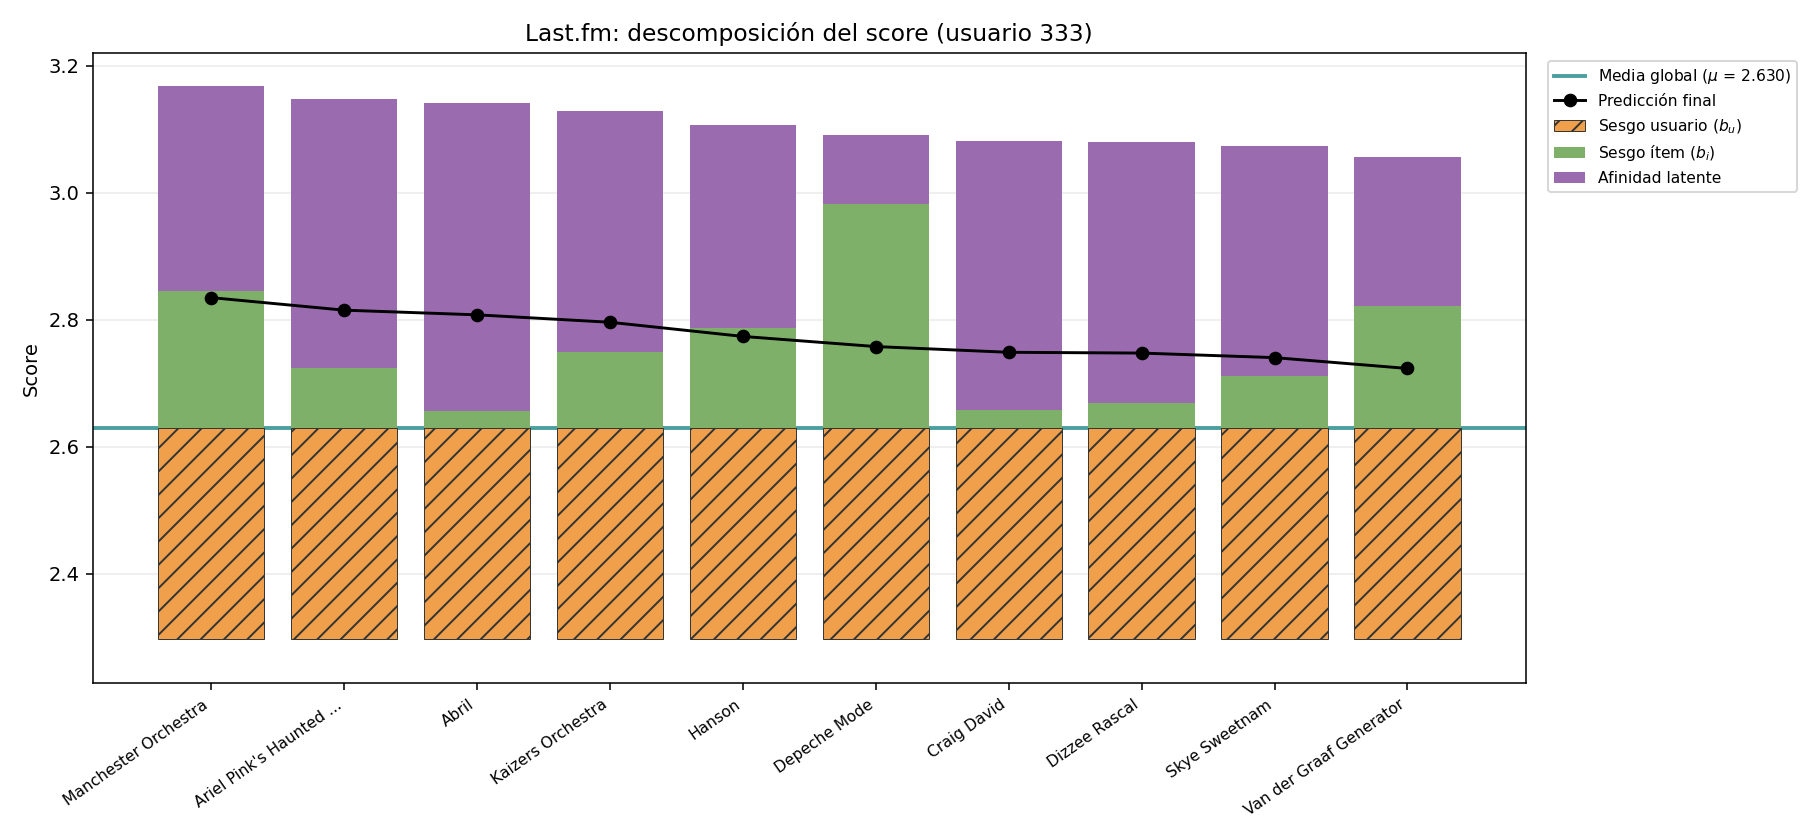 Last.fm: descomposición del score (usuario 333)
Score
3.2
3.0
2.8
2.6
2.4
Media global (μ = 2.630)
Predicción final
Sesgo usuario (b_u)
Sesgo ítem (b_i)
Afinidad latente
Manchester Orchestra
Ariel Pink's Haunted ...
Abril
Kaizers Orchestra
Hanson
Depeche Mode
Craig David
Dizzee Rascal
Skye Sweetnam
Van der Graaf Generator